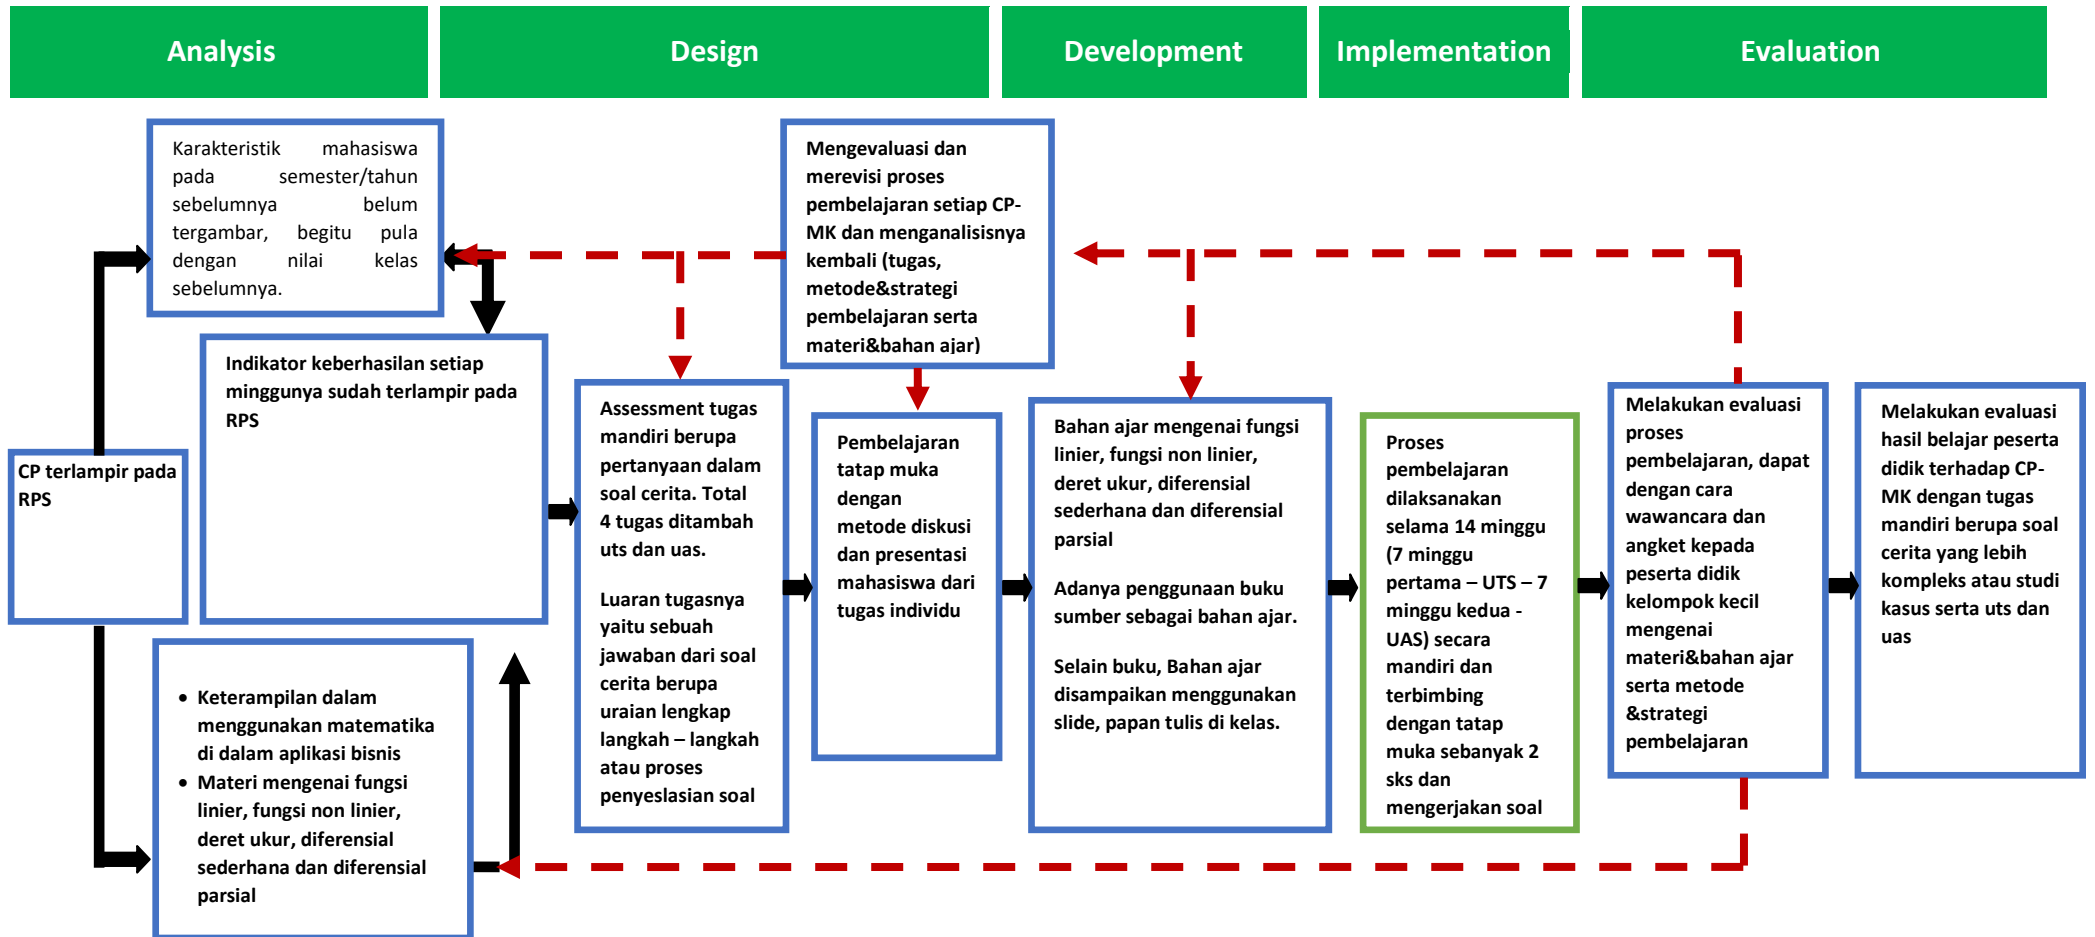 Analysis
Design
Development
Implementation
Evaluation
Karakteristik mahasiswa
pada semester/tahun
sebelumnya belum
tergambar, begitu pula
dengan nilai kelas
sebelumnya.
Indikator keberhasilan setiap
minggunya sudah terlampir pada
RPS
CP terlampir pada
RPS
• Keterampilan dalam
menggunakan matematika
di dalam aplikasi bisnis
• Materi mengenai fungsi
linier, fungsi non linier,
deret ukur, diferensial
sederhana dan diferensial
parsial
Assessment tugas
mandiri berupa
pertanyaan dalam
soal cerita. Total
4 tugas ditambah
uts dan uas.
Luaran tugasnya
yaitu sebuah
jawaban dari soal
cerita berupa
uraian lengkap
langkah – langkah
atau proses
penyeslasian soal
Mengevaluasi dan
merevisi proses
pembelajaran setiap CP-
MK dan menganalisisnya
kembali (tugas,
metode&strategi
pembelajaran serta
materi&bahan ajar)
Pembelajaran
tatap muka
dengan
metode diskusi
dan presentasi
mahasiswa dari
tugas individu
Bahan ajar mengenai fungsi
linier, fungsi non linier,
deret ukur, diferensial
sederhana dan diferensial
parsial
Adanya penggunaan buku
sumber sebagai bahan ajar.
Selain buku, Bahan ajar
disampaikan menggunakan
slide, papan tulis di kelas.
Proses
pembelajaran
dilaksanakan
selama 14 minggu
(7 minggu
pertama – UTS – 7
minggu kedua -
UAS) secara
mandiri dan
terbimbing
dengan tatap
muka sebanyak 2
sks dan
mengerjakan soal
Melakukan evaluasi
proses
pembelajaran, dapat
dengan cara
wawancara dan
angket kepada
peserta didik
kelompok kecil
mengenai
materi&bahan ajar
serta metode
&strategi
pembelajaran
Melakukan evaluasi
hasil belajar peserta
didik terhadap CP-
MK dengan tugas
mandiri berupa soal
cerita yang lebih
kompleks atau studi
kasus serta uts dan
uas